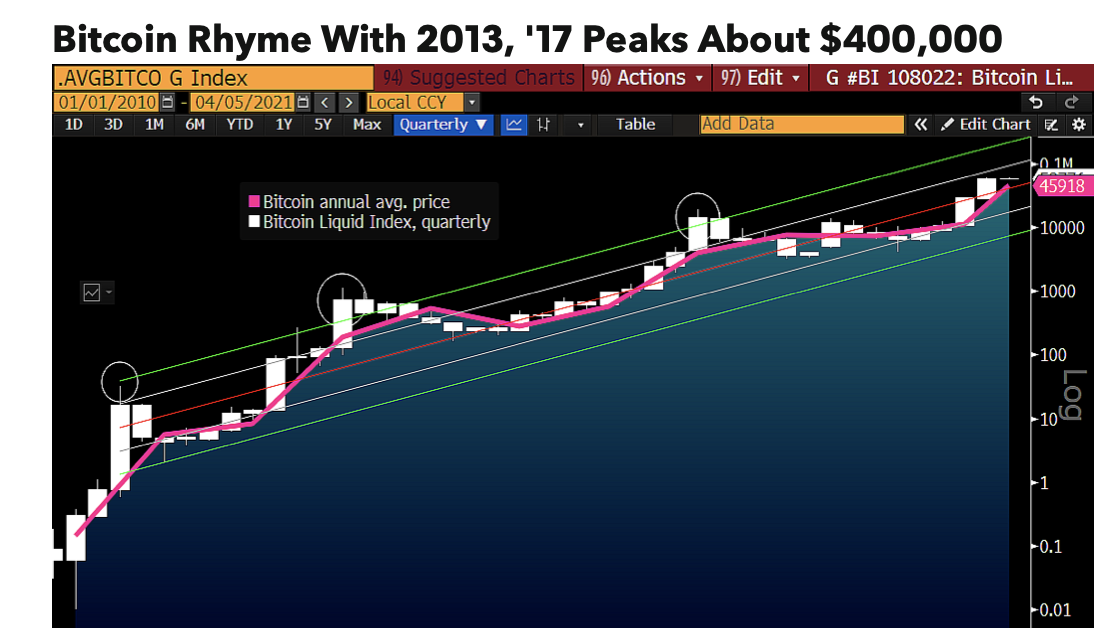 Bitcoin Rhyme With 2013, '17 Peaks About $400,000
.AVGBITCO G Index 94) Suggested Charts 96) Actions 97) Edit G #BI 108022: Bitcoin Li...
01/01/2010 - 04/05/2021 Local CCY
1D 3D 1M 6M YTD 1Y 5Y Max Quarterly ▼ Table Add Data « Edit Chart
Bitcoin annual avg. price
Bitcoin Liquid Index, quarterly
0.1M
45918
10000
1000
100
10
1
0.1
0.01
Log